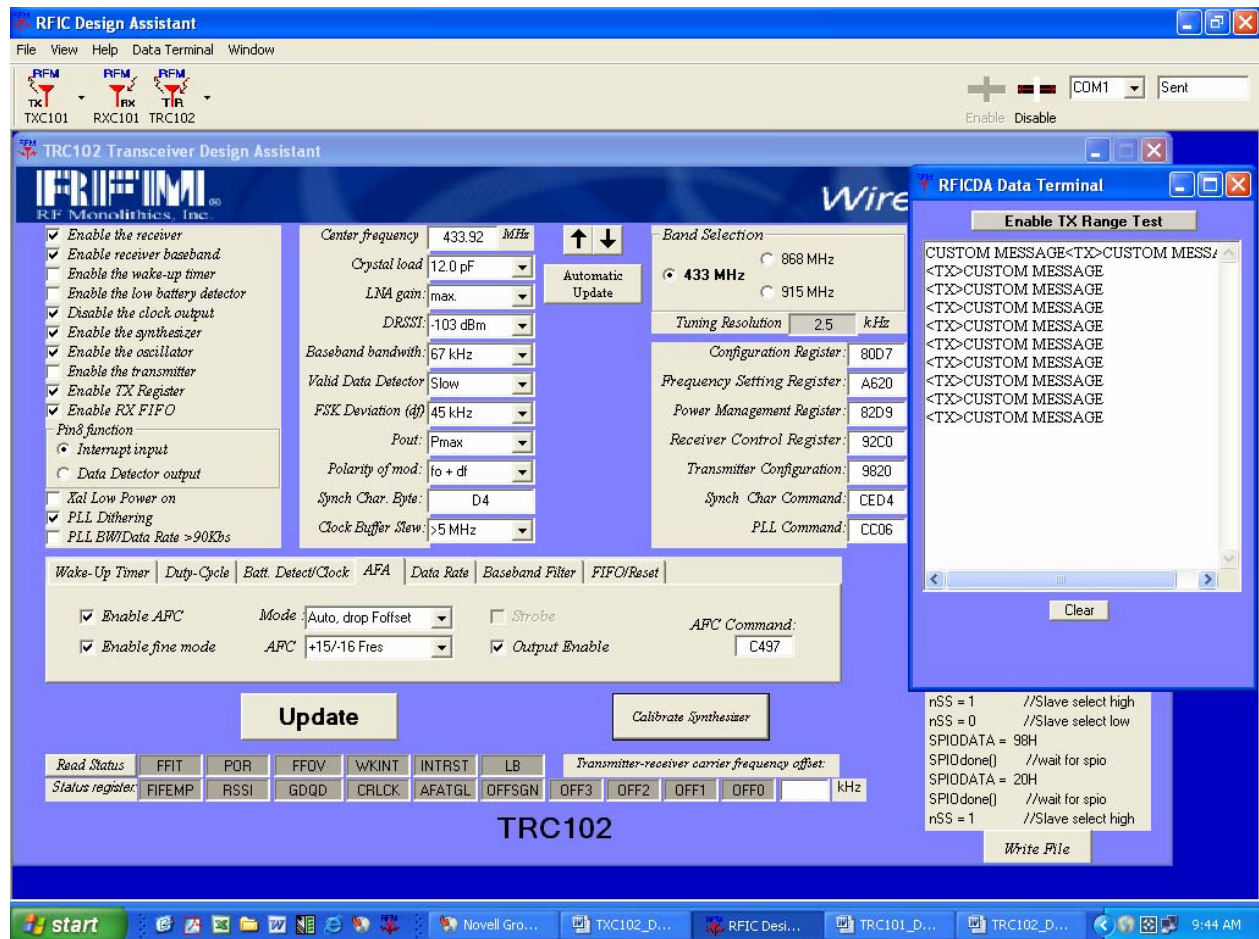 RFIC Design Assistant
File View Help Data Terminal Window
RFM RFM RFM
TX RX T R
TXC101 RXC101 TRC102
Enable Disable
COM1
Sent
TRC102 Transceiver Design Assistant
RFM®
RF Monolithics, Inc.
Wire
Enable the receiver
Enable receiver baseband
Enable the wake-up timer
Enable the low battery detector
Disable the clock output
Enable the synthesizer
Enable the oscillator
Enable the transmitter
Enable TX Register
Enable RX FIFO
Pin8 function
Interrupt input
Data Detector output
Xal Low Power on
PLL Dithering
PLL BW/Data Rate >90Kbs
Center frequency 433.92 MHz
Crystal load 12.0 pF
LNA gain: max.
DRSSI: -103 dBm
Baseband bandwith: 67 kHz
Valid Data Detector Slow
FSK Deviation (df) 45 kHz
Pout: Pmax
Polarity of mod: fo + df
Synch Char. Byte: D4
Clock Buffer Slew: >5 MHz
Automatic
Update
Band Selection
868 MHz
433 MHz
915 MHz
Tuning Resolution 2.5 kHz
Configuration Register: 80D7
Frequency Setting Register: A620
Power Management Register: 82D9
Receiver Control Register: 92C0
Transmitter Configuration: 9820
Synch Char Command: CED4
PLL Command: CC06
RFICDA Data Terminal
Enable TX Range Test
CUSTOM MESSAGE<TX>CUSTOM MESSA
<TX>CUSTOM MESSAGE
<TX>CUSTOM MESSAGE
<TX>CUSTOM MESSAGE
<TX>CUSTOM MESSAGE
<TX>CUSTOM MESSAGE
<TX>CUSTOM MESSAGE
<TX>CUSTOM MESSAGE
<TX>CUSTOM MESSAGE
<TX>CUSTOM MESSAGE
Clear
Wake-Up Timer Duty-Cycle Batt. Detect/Clock AFA Data Rate Baseband Filter FIFO/Reset
Enable AFC Mode : Auto, drop Foffset Strobe AFC Command:
Enable fine mode AFC +15/-16 Fres Output Enable C497
Update
Calibrate Synthesizer
nSS = 1 //Slave select high
nSS = 0 //Slave select low
SPIODATA = 98H
SPIOdone() //wait for spio
SPIODATA = 20H
SPIOdone() //wait for spio
nSS = 1 //Slave select high
Write File
Read Status FFIT POR FFOV WKINT INTRST LB Transmitter-receiver carrier frequency offset:
Status register: FIFEMP RSSI GDQD CRLCK AFATGL OFFSGN OFF3 OFF2 OFF1 OFF0 kHz
TRC102
start Novell Gro... TXC102_D... RFIC Desi... TRC101_D... TRC102_D... 9:44 AM